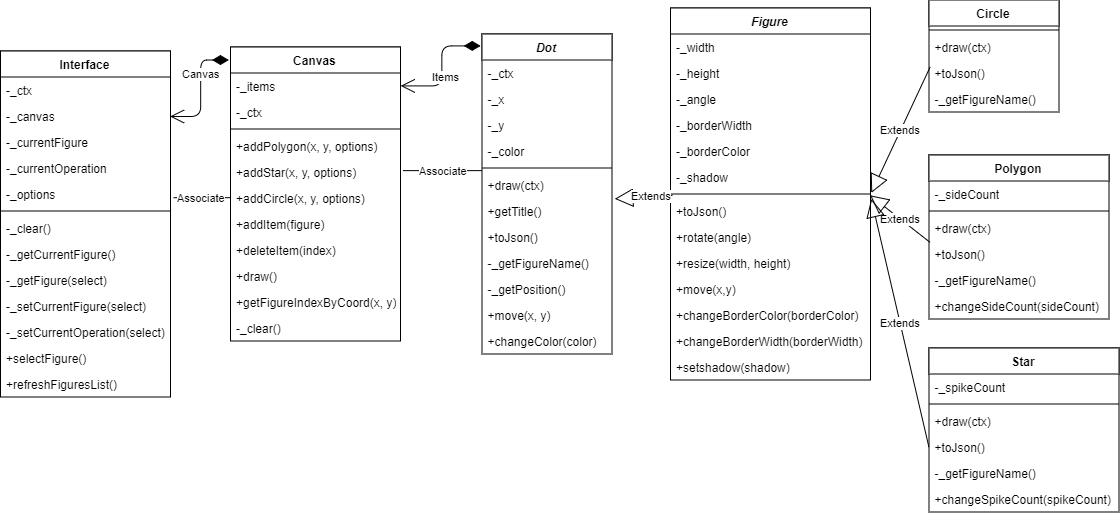 Interface
-_ctx
-_canvas
-_currentFigure
-_currentOperation
-_options
-_clear()
-_getCurrentFigure()
-_getFigure(select)
-_setCurrentFigure(select)
-_setCurrentOperation(select)
+selectFigure()
+refreshFiguresList()
Canvas
-Associate-
Canvas
-_items
-_ctx
+addPolygon(x, y, options)
+addStar(x, y, options)
+addCircle(x, y, options)
+addItem(figure)
+deleteItem(index)
+draw()
+getFigureIndexByCoord(x, y)
-_clear()
Items
Associate
Dot
-_ctx
-_x
-_y
-_color
+draw(ctx)
+getTitle()
+toJson()
-_getFigureName()
-_getPosition()
+move(x, y)
+changeColor(color)
Extends
Figure
-_width
-_height
-_angle
-_borderWidth
-_borderColor
-_shadow
+toJson()
+rotate(angle)
+resize(width, height)
+move(x,y)
+changeBorderColor(borderColor)
+changeBorderWidth(borderWidth)
+setshadow(shadow)
Extends
Extends
Extends
Circle
+draw(ctx)
+toJson()
-_getFigureName()
Polygon
-_sideCount
+draw(ctx)
+toJson()
-_getFigureName()
+changeSideCount(sideCount)
Star
-_spikeCount
+draw(ctx)
+toJson()
-_getFigureName()
+changeSpikeCount(spikeCount)